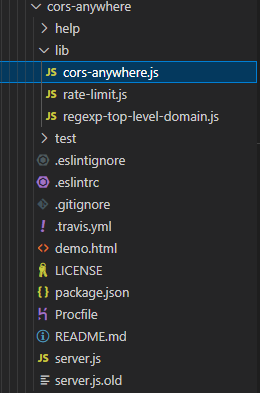 cors-anywhere
help
lib
JS cors-anywhere.js
JS rate-limit.js
JS regexp-top-level-domain.js
test
.eslintignore
.eslintrc
.gitignore
! .travis.yml
<> demo.html
LICENSE
{} package.json
Procfile
README.md
JS server.js
server.js.old